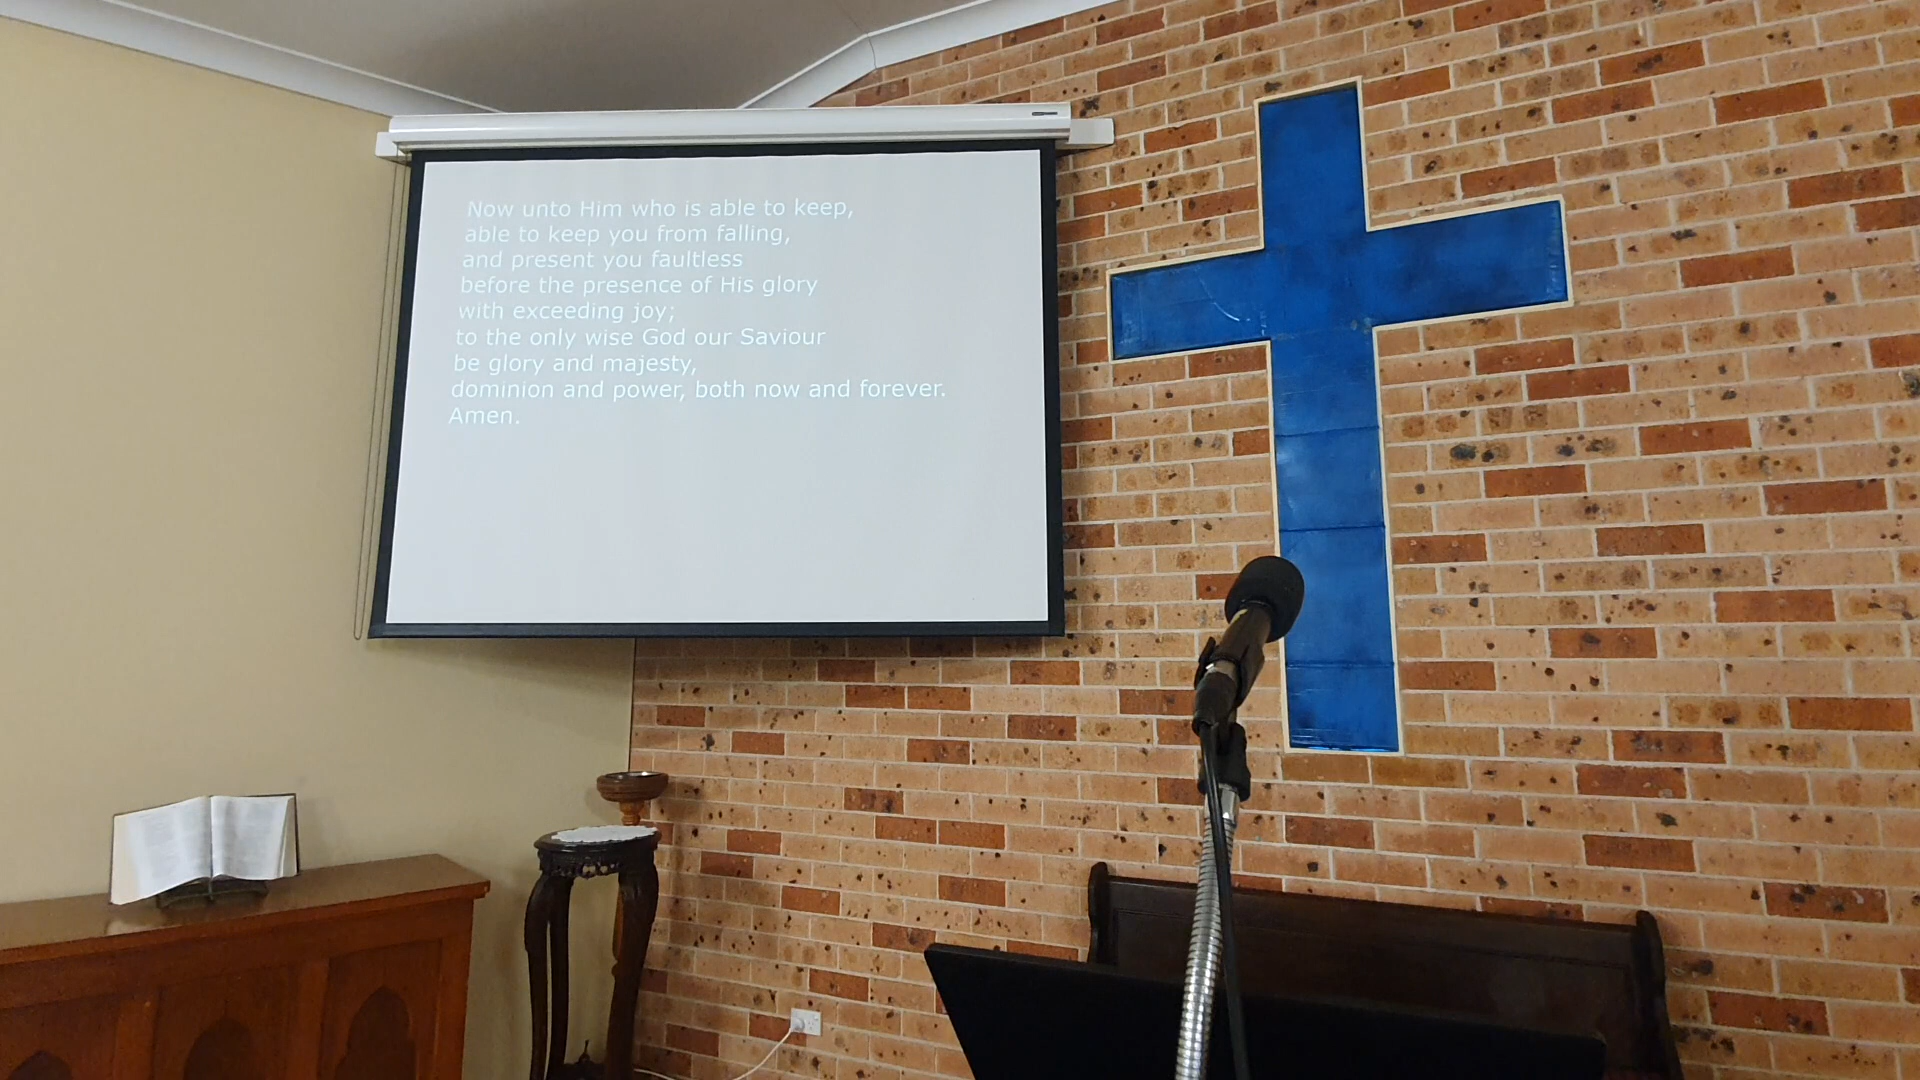 Now unto Him who is able to keep,
able to keep you from falling,
and present you faultless
before the presence of His glory
with exceeding joy;
to the only wise God our Saviour
be glory and majesty,
dominion and power, both now and forever.
Amen.